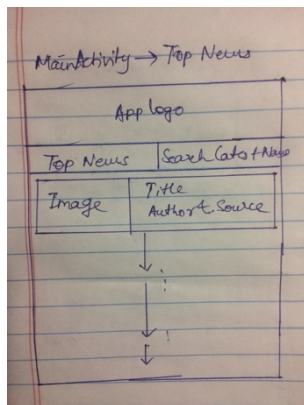 MainActivity → Top News
App Logo
Top News Search Cats + News
Image Title
Author & Source